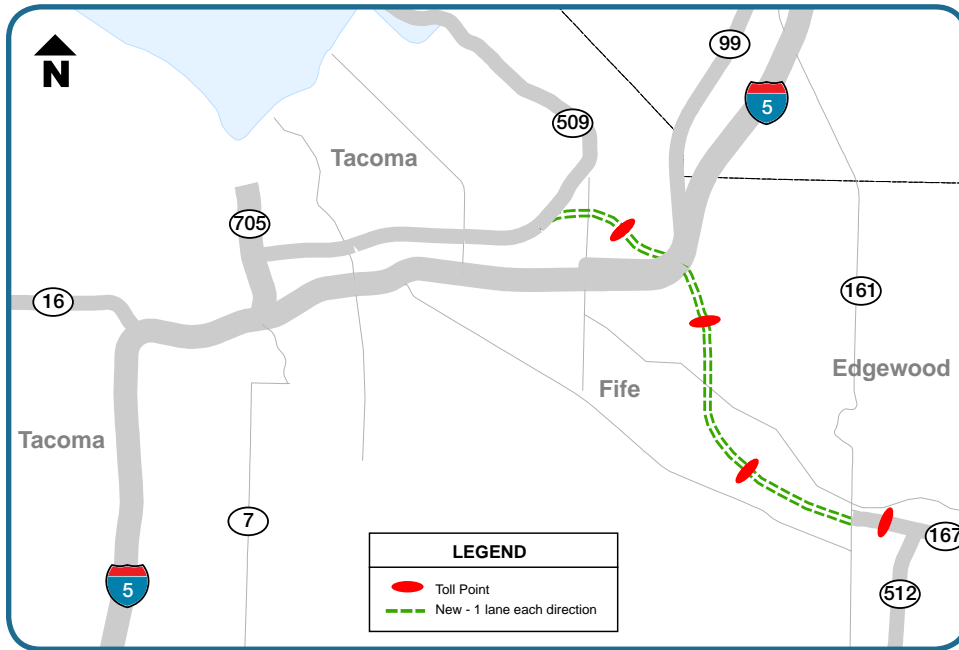 N
99
5
509
Tacoma
705
161
16
Edgewood
Fife
Tacoma
7
167
5
512
LEGEND
Toll Point
New - 1 lane each direction